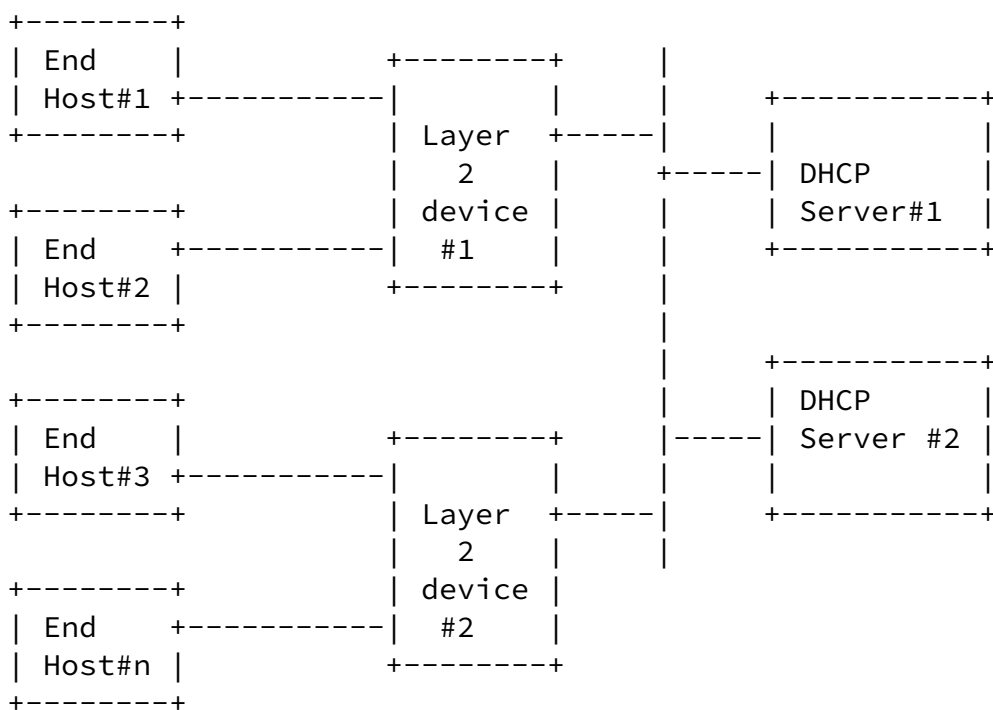 End
Host#1
Layer
2
device
#1
DHCP
Server#1
End
Host#2
End
Host#3
Layer
2
device
#2
DHCP
Server #2
End
Host#n